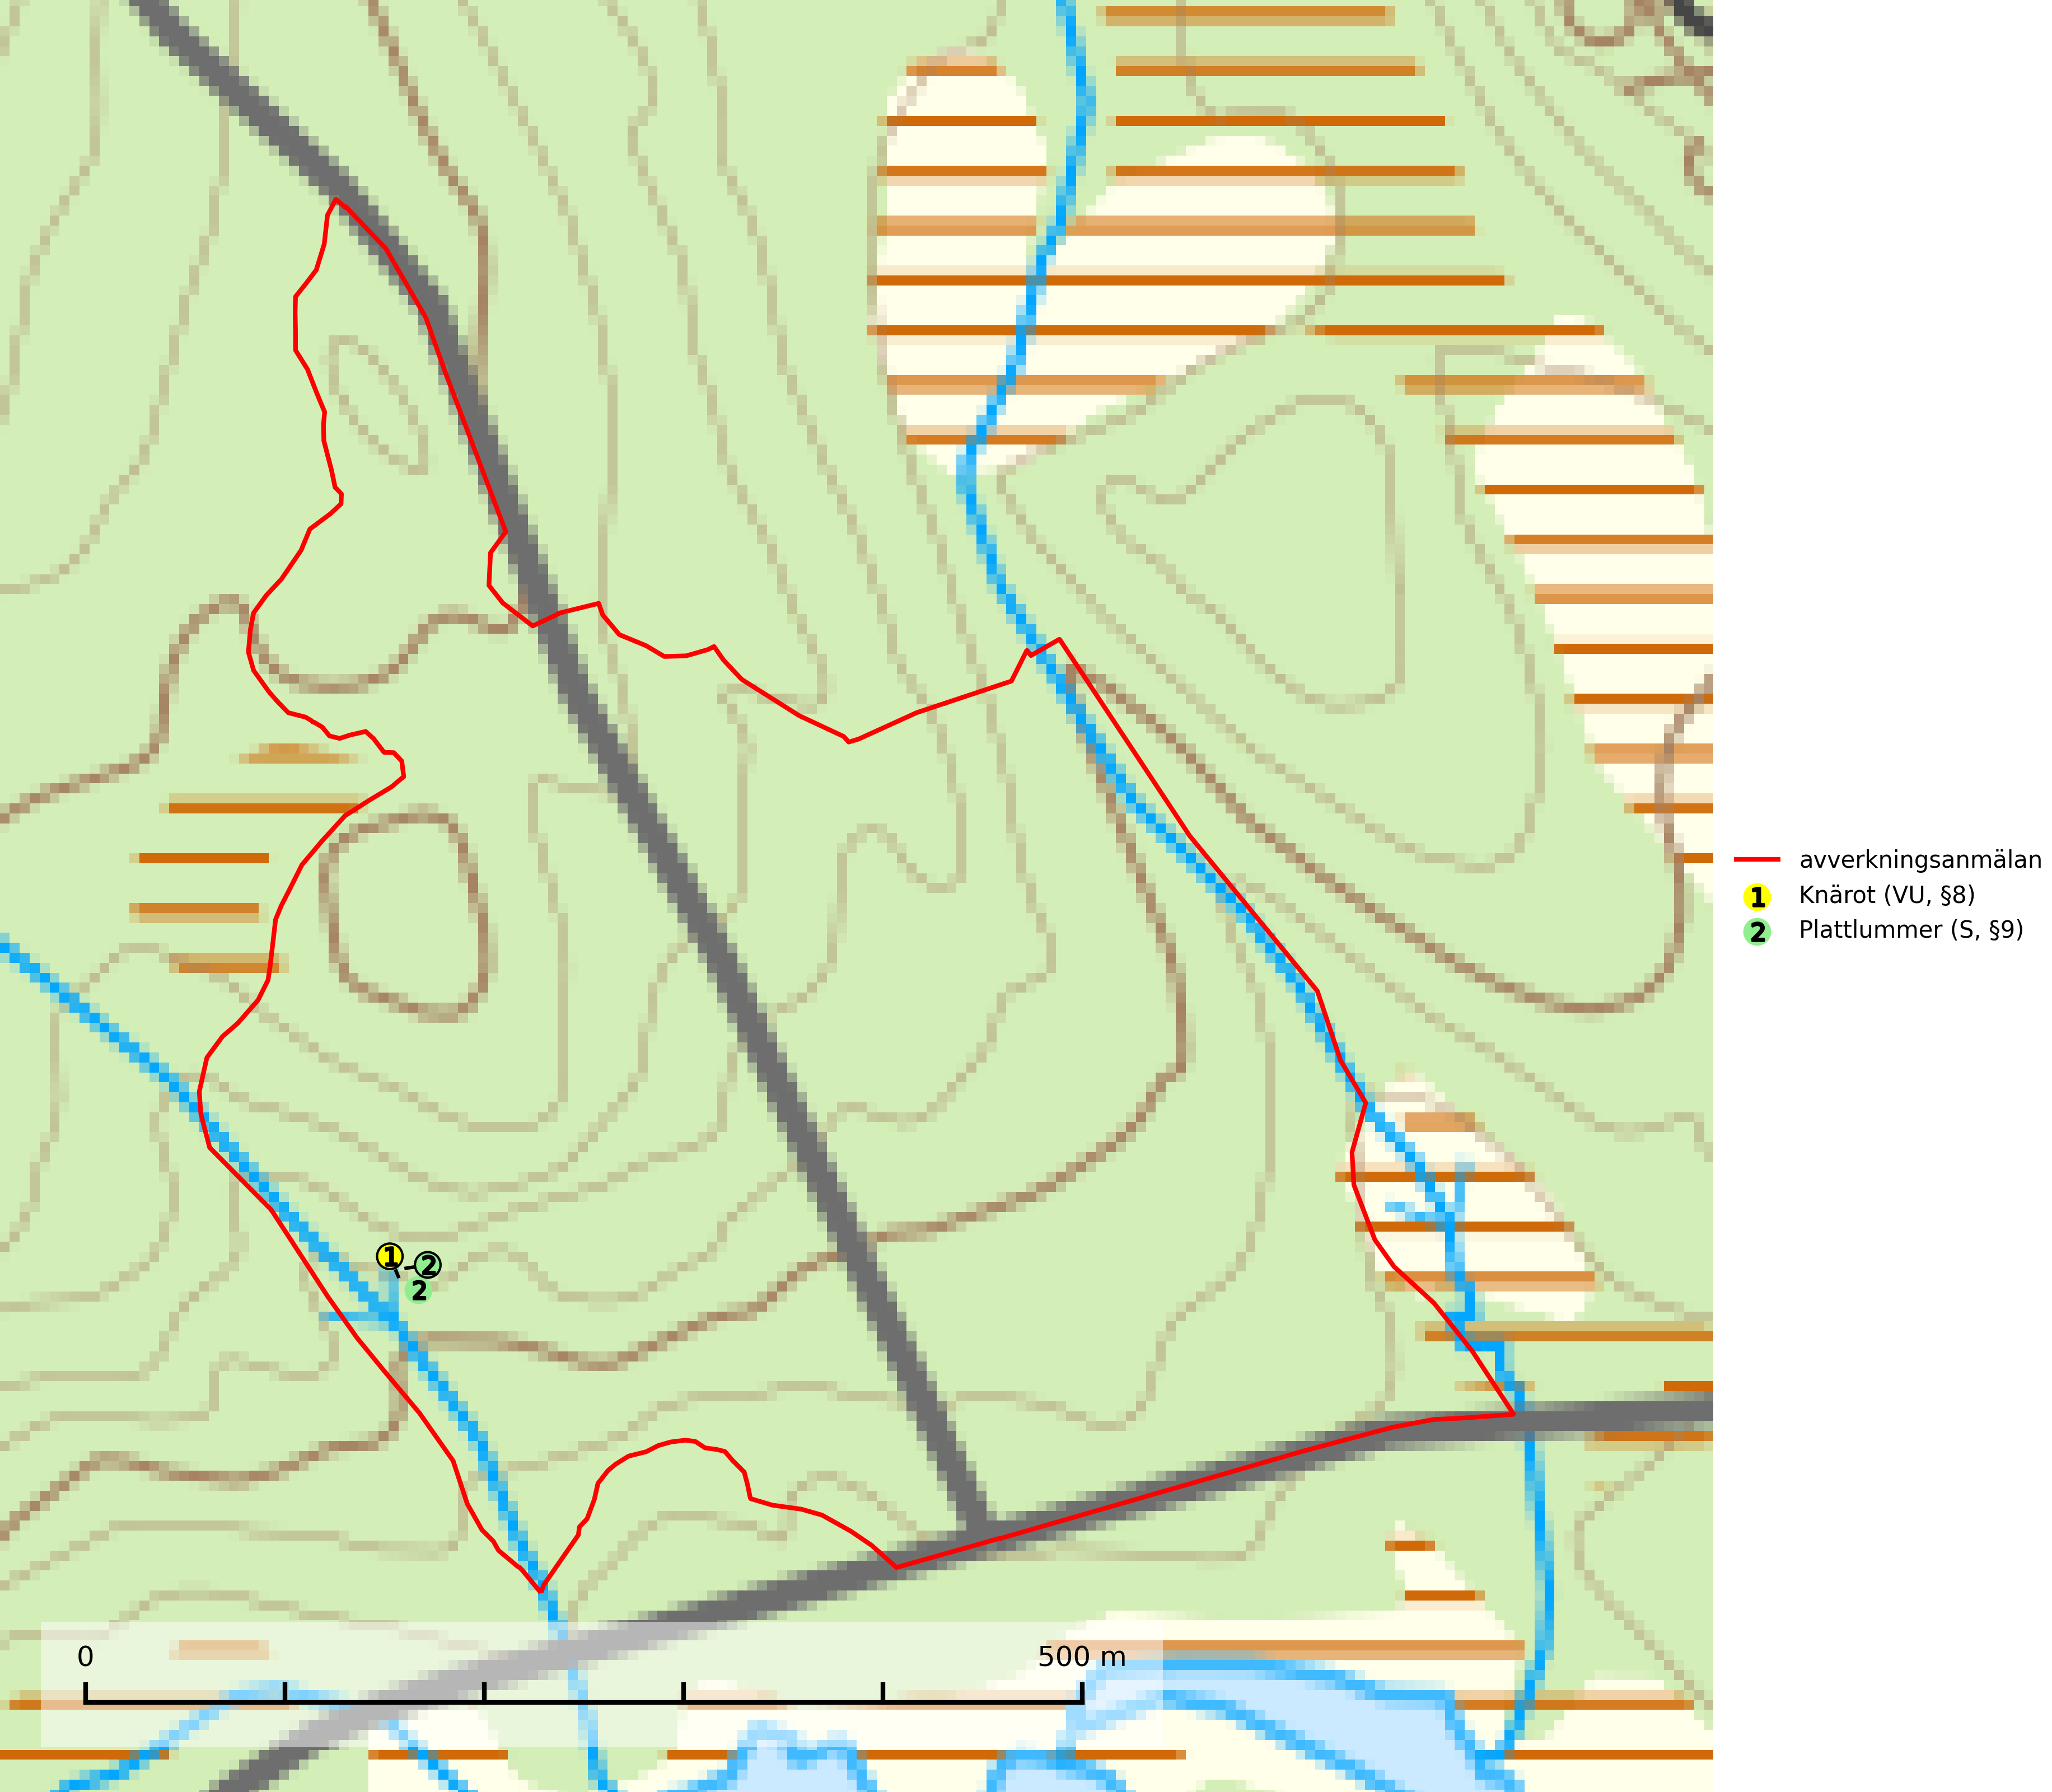 avverkningsanmälan
1 Knärot (VU, §8)
2 Plattlummer (S, §9)
1 2
2
0 500 m